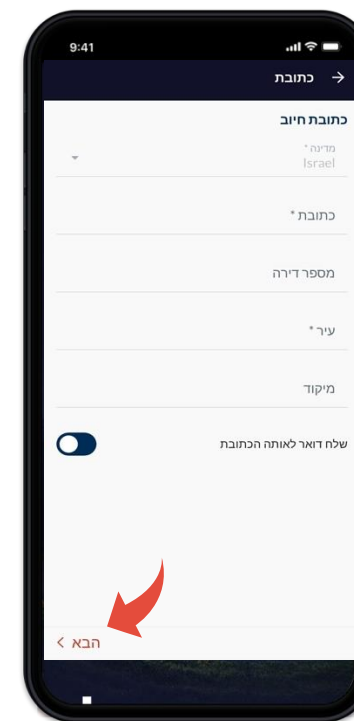 9:41
כתובת
כתובת חיוב
מדינה *
Israel
כתובת *
מספר דירה
עיר *
מיקוד
שלח דואר לאותה הכתובת
הבא